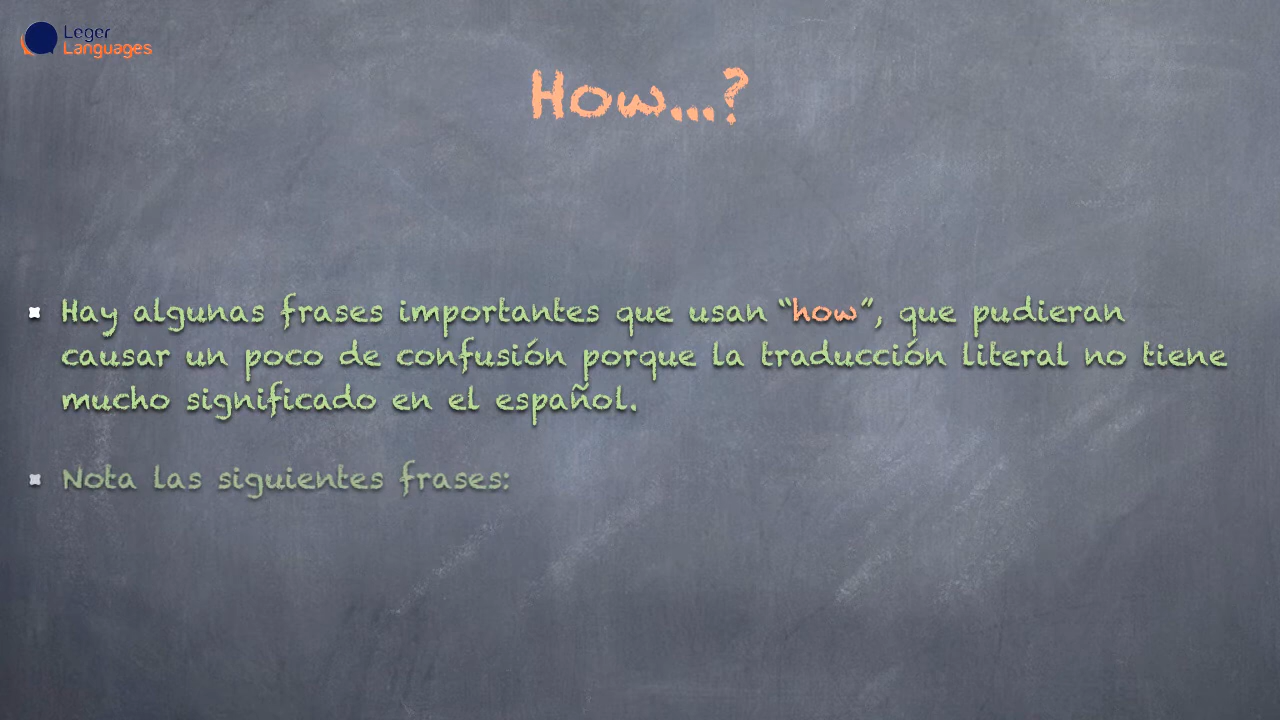 Leger
Languages
How...?
Hay algunas frases importantes que usan “how”, que pudieran
causar un poco de confusión porque la traducción literal no tiene
mucho significado en el español.
Nota las siguientes frases: